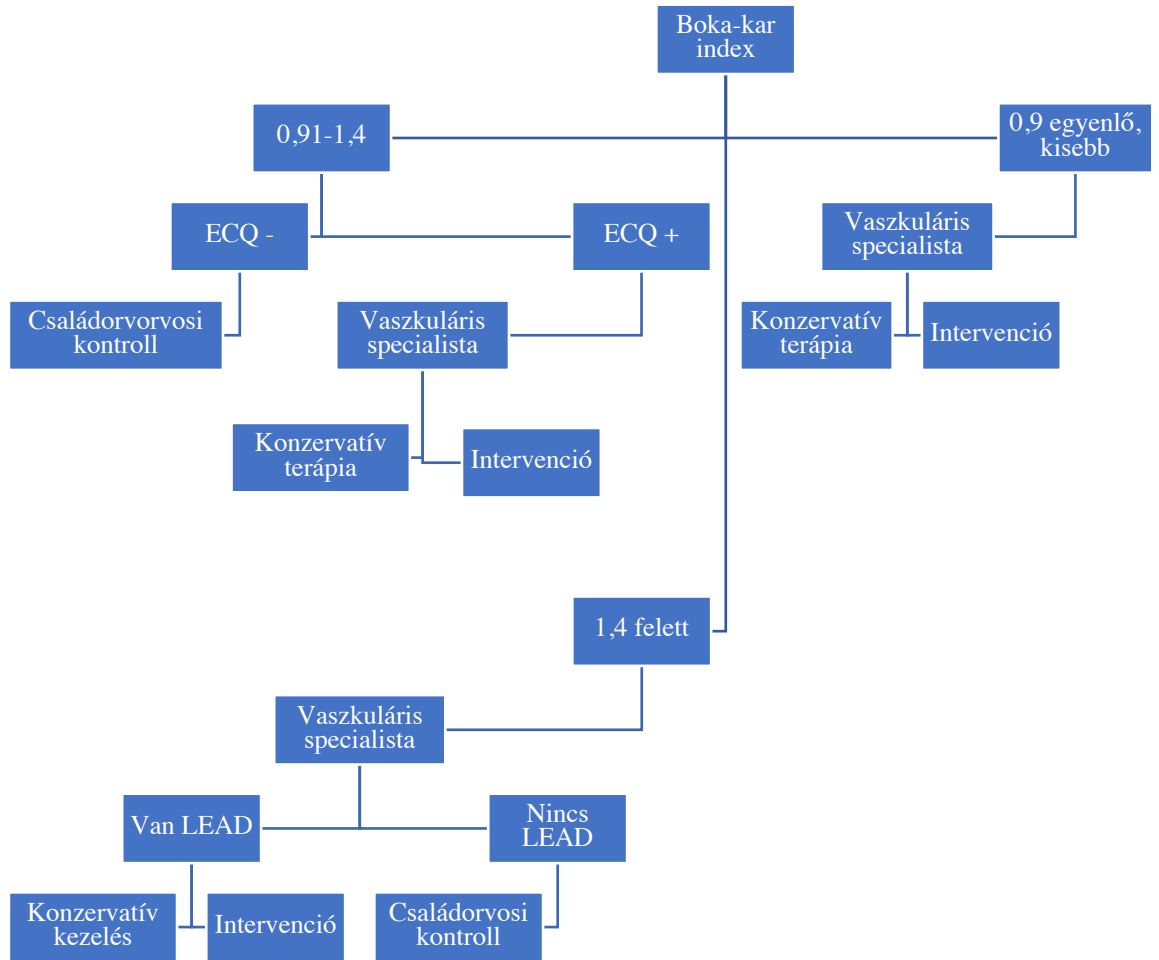 Boka-kar
index
0,91-1,4
0,9 egyenlő,
kisebb
ECQ -
ECQ +
Vaszkuláris
specialista
Családorvorvosi
kontroll
Vaszkuláris
specialista
Konzervatív
terápia
Intervenció
Konzervatív
terápia
Intervenció
1,4 felett
Vaszkuláris
specialista
Van LEAD
Nincs
LEAD
Konzervatív
kezelés
Intervenció
Családorvosi
kontroll